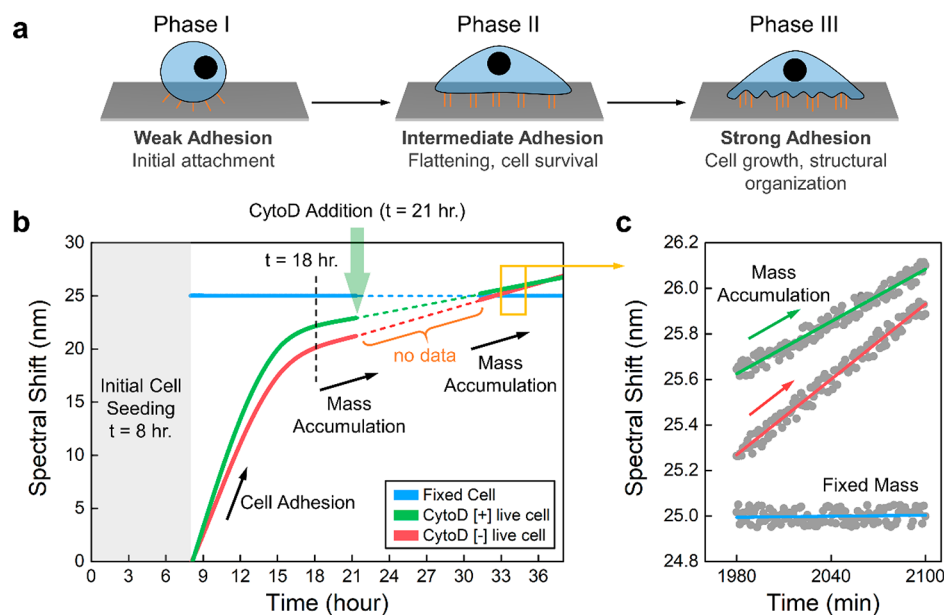 a
Phase I
Phase II
Phase III
Weak Adhesion
Initial attachment
Intermediate Adhesion
Flattening, cell survival
Strong Adhesion
Cell growth, structural
organization
b
CytoD Addition (t = 21 hr.)
t = 18 hr.
Initial Cell
Seeding
t = 8 hr.
no data
Mass
Accumulation
Mass
Accumulation
Cell Adhesion
Fixed Cell
CytoD [+] live cell
CytoD [-] live cell
Spectral Shift (nm)
30
25
20
15
10
5
0
0 3 6 9 12 15 18 21 24 27 30 33 36
Time (hour)
c
Mass
Accumulation
Fixed Mass
Spectral Shift (nm)
26.2
26.0
25.8
25.6
25.4
25.2
25.0
24.8
1980 2040 2100
Time (min)